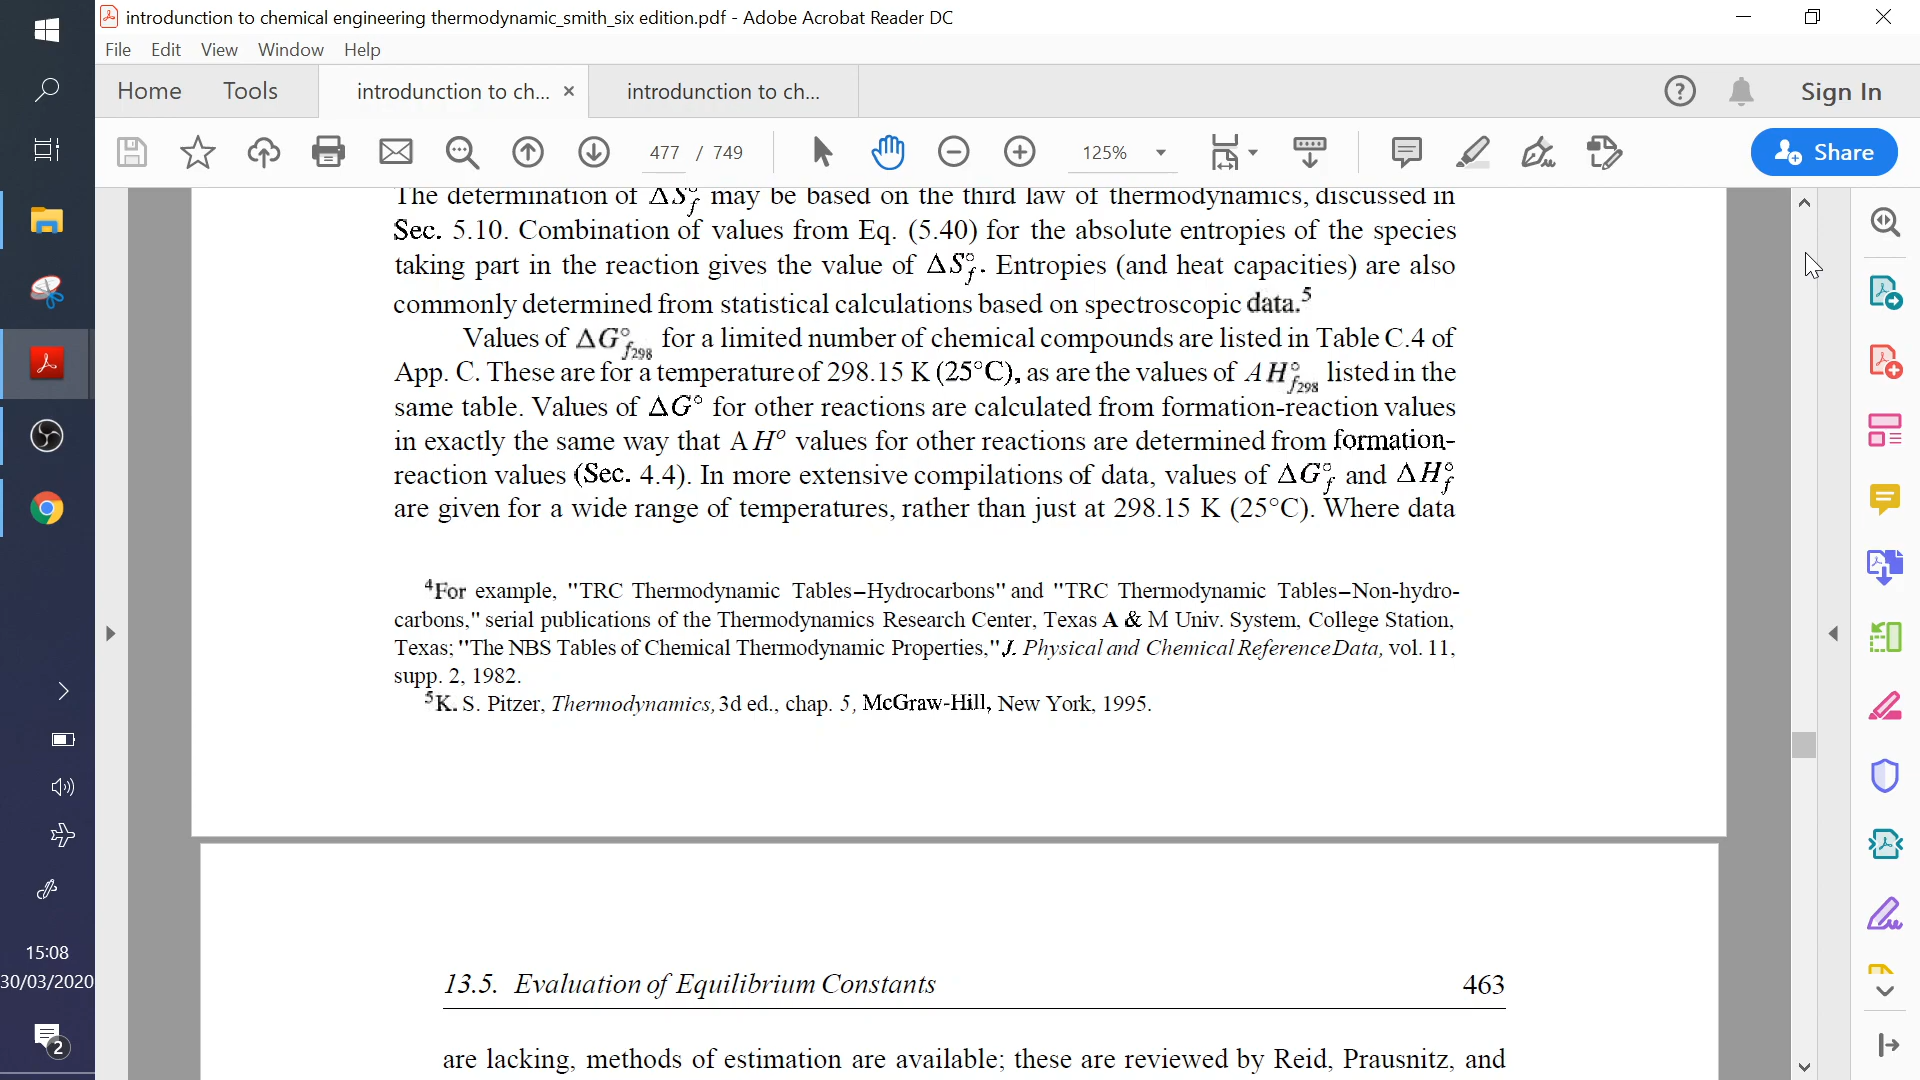 introdunction to chemical engineering thermodynamic_smith_six edition.pdf - Adobe Acrobat Reader DC
File Edit View Window Help
Home Tools introdunction to ch... × introdunction to ch... Sign In
477 / 749 125% Share
The determination of ΔS°f may be based on the third law of thermodynamics, discussed in
Sec. 5.10. Combination of values from Eq. (5.40) for the absolute entropies of the species
taking part in the reaction gives the value of ΔS°f. Entropies (and heat capacities) are also
commonly determined from statistical calculations based on spectroscopic data.5
Values of ΔG°f298 for a limited number of chemical compounds are listed in Table C.4 of
App. C. These are for a temperature of 298.15 K (25°C), as are the values of AH°f298 listed in the
same table. Values of ΔG° for other reactions are calculated from formation-reaction values
in exactly the same way that AH° values for other reactions are determined from formation-
reaction values (Sec. 4.4). In more extensive compilations of data, values of ΔG°f and ΔH°f
are given for a wide range of temperatures, rather than just at 298.15 K (25°C). Where data
4For example, "TRC Thermodynamic Tables–Hydrocarbons" and "TRC Thermodynamic Tables–Non-hydro-
carbons," serial publications of the Thermodynamics Research Center, Texas A & M Univ. System, College Station,
Texas; "The NBS Tables of Chemical Thermodynamic Properties," J. Physical and Chemical Reference Data, vol. 11,
supp. 2, 1982.
5K. S. Pitzer, Thermodynamics, 3d ed., chap. 5, McGraw-Hill, New York, 1995.
13.5. Evaluation of Equilibrium Constants 463
are lacking, methods of estimation are available; these are reviewed by Reid, Prausnitz, and
15:08
30/03/2020
2